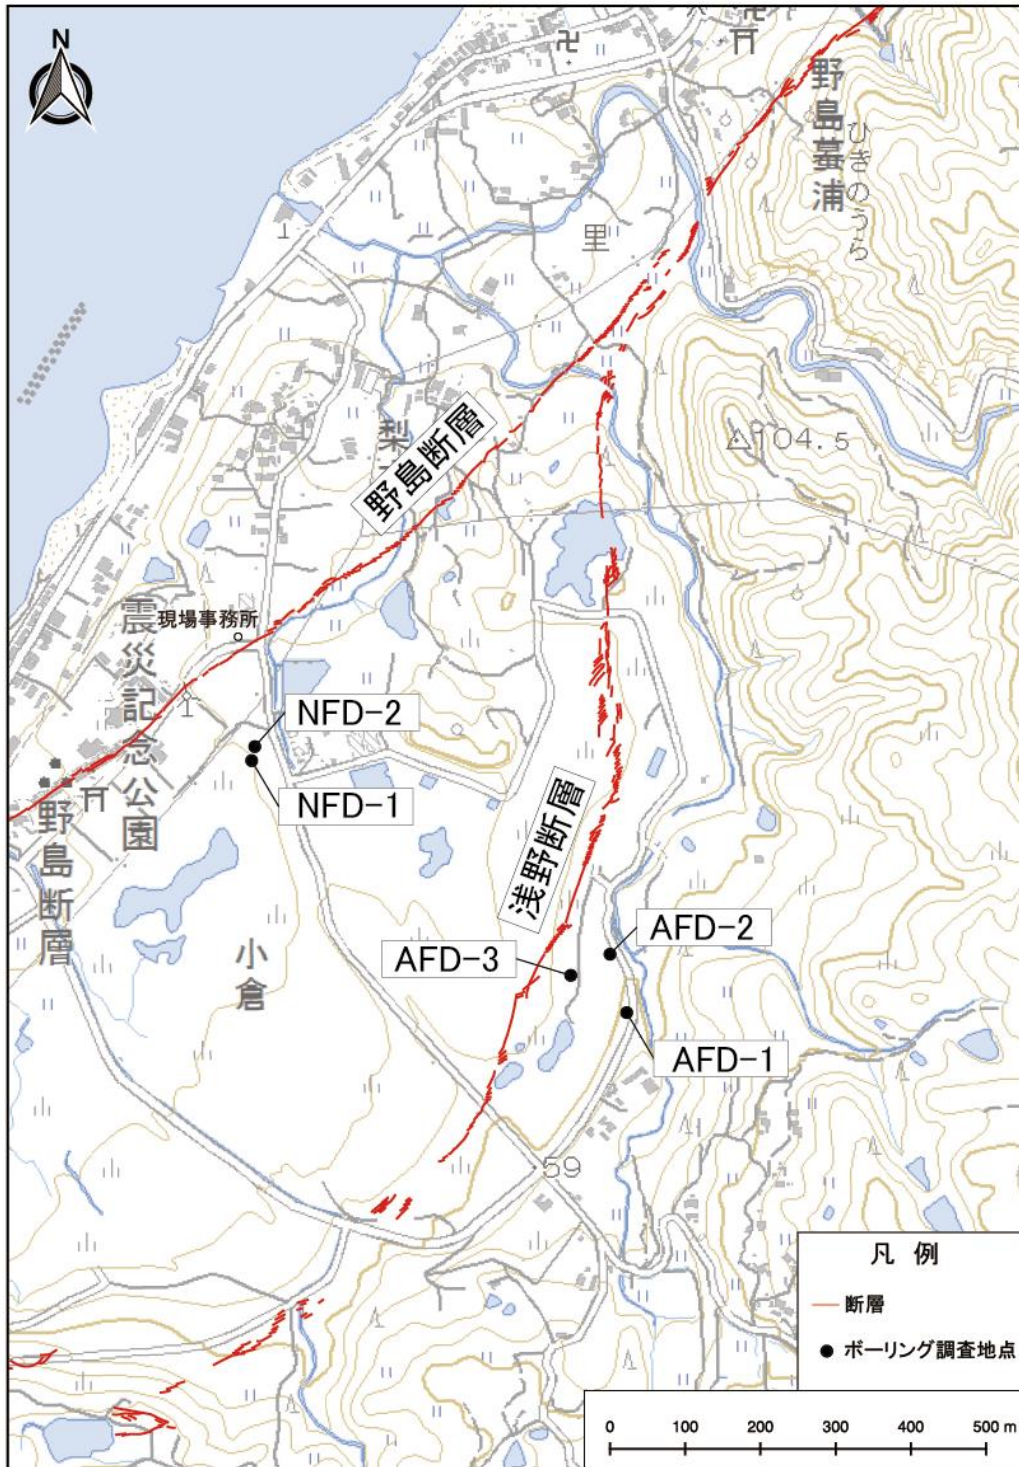 N
野島蟇浦
ひきのうら
里
104.5
梨
野島断層
現場事務所
震災記念公園
NFD-2
NFD-1
野島断層
浅野断層
小倉
AFD-2
AFD-3
AFD-1
59
凡 例
断層
ボーリング調査地点
0 100 200 300 400 500 m